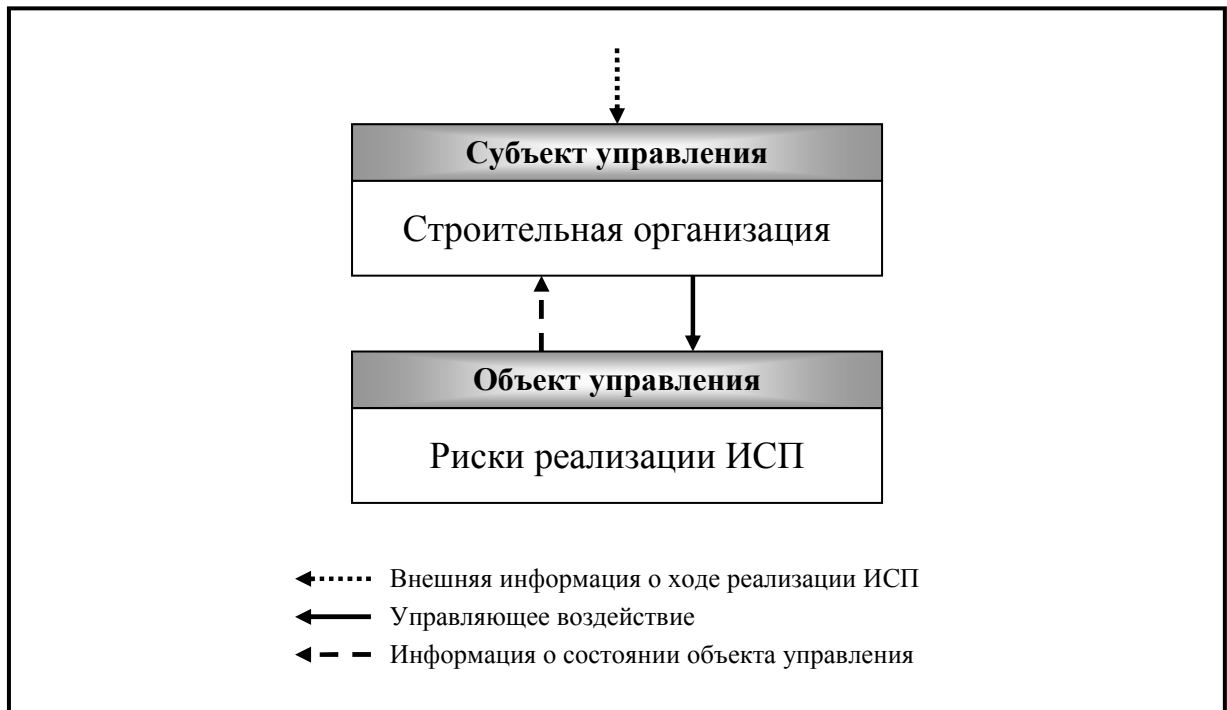 Субъект управления
Строительная организация
Объект управления
Риски реализации ИСП
Внешняя информация о ходе реализации ИСП
Управляющее воздействие
Информация о состоянии объекта управления